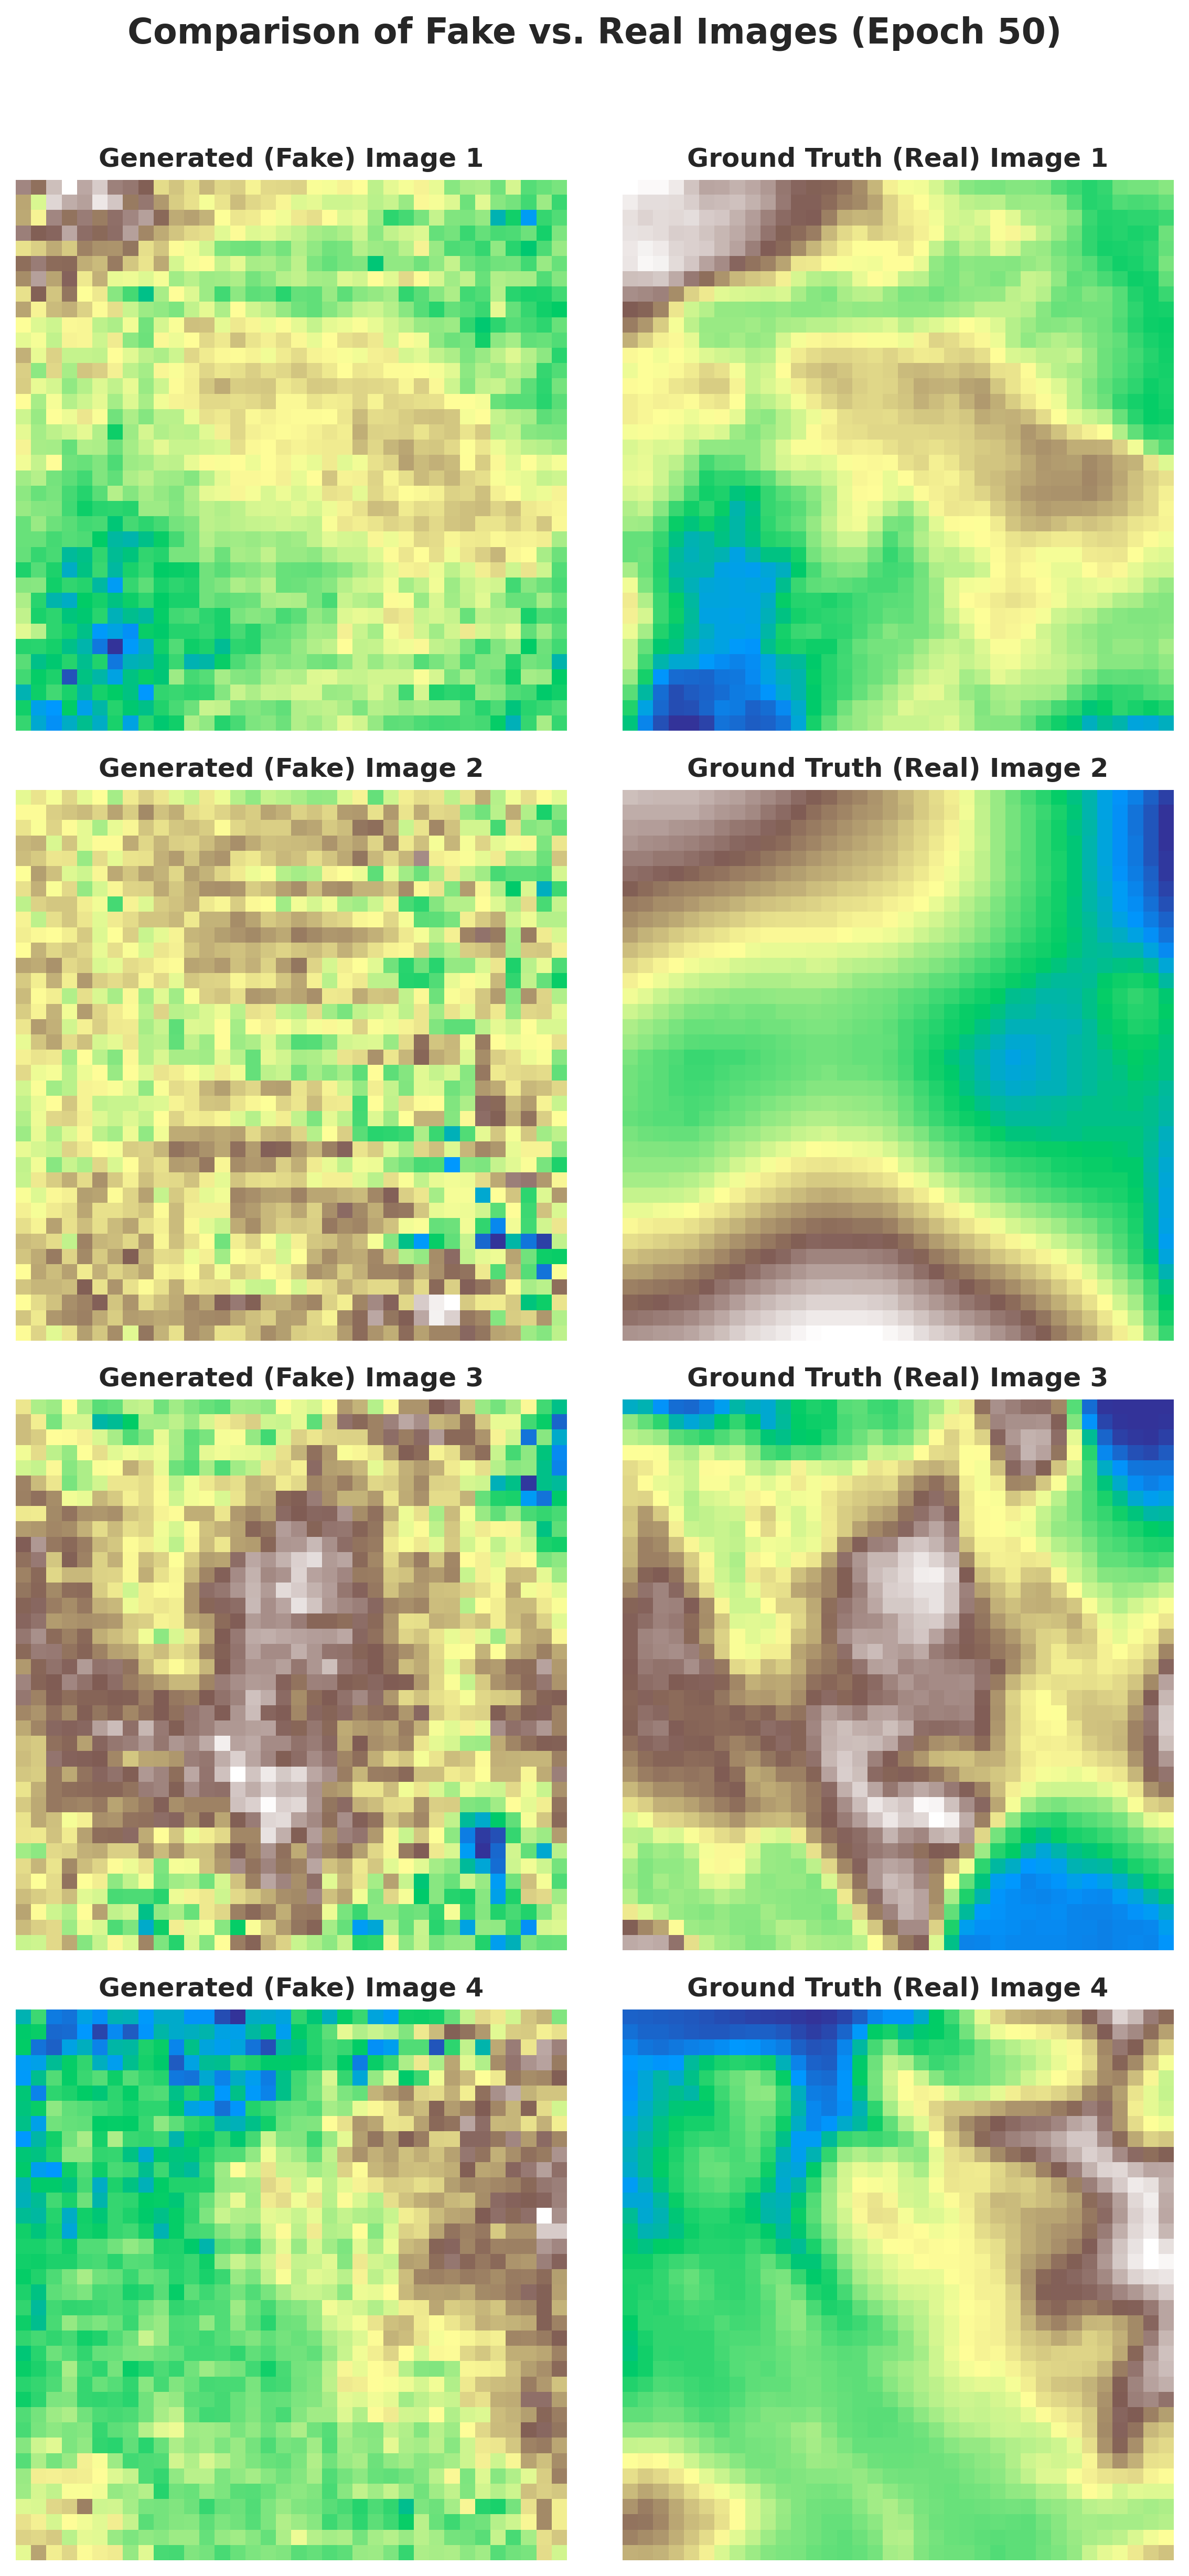 Comparison of Fake vs. Real Images (Epoch 50)
Generated (Fake) Image 1
Ground Truth (Real) Image 1
Generated (Fake) Image 2
Ground Truth (Real) Image 2
Generated (Fake) Image 3
Ground Truth (Real) Image 3
Generated (Fake) Image 4
Ground Truth (Real) Image 4